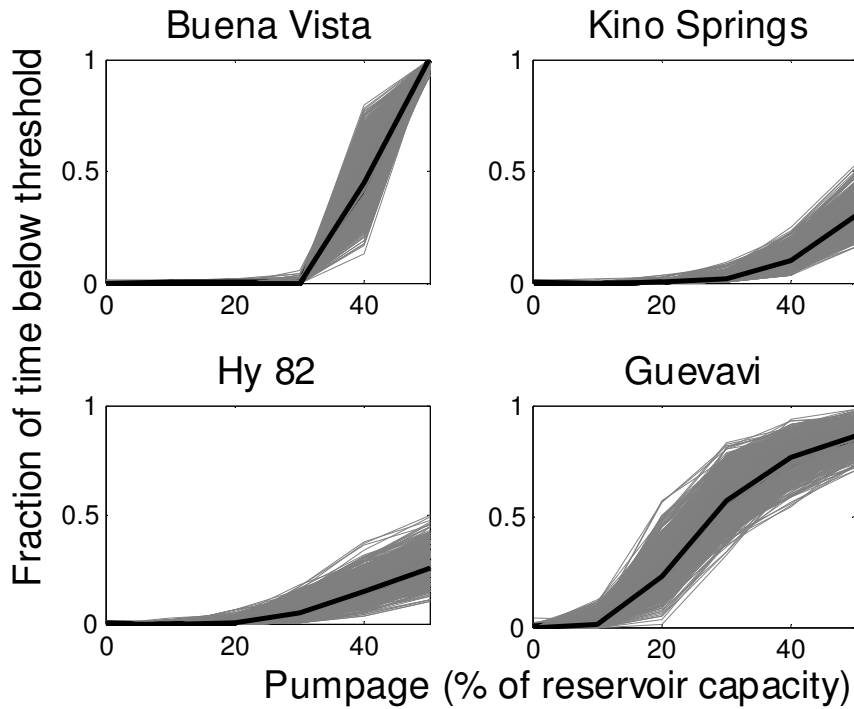 Buena Vista
Kino Springs
Fraction of time below threshold
1
0.5
0
0 20 40
1
0.5
0
0 20 40
Hy 82
Guevavi
1
0.5
0
0 20 40
1
0.5
0
0 20 40
Pumpage (% of reservoir capacity)